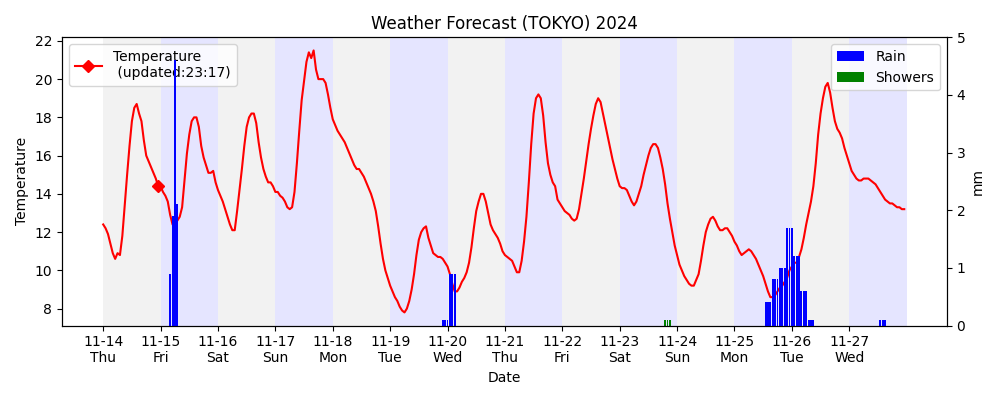 Weather Forecast (TOKYO) 2024
Temperature
(updated:23:17)
Rain
Showers
22
20
18
16
14
12
10
8
Temperature
5
4
3
2
1
0
mm
11-14 11-15 11-16 11-17 11-18 11-19 11-20 11-21 11-22 11-23 11-24 11-25 11-26 11-27
Thu Fri Sat Sun Mon Tue Wed Thu Fri Sat Sun Mon Tue Wed
Date